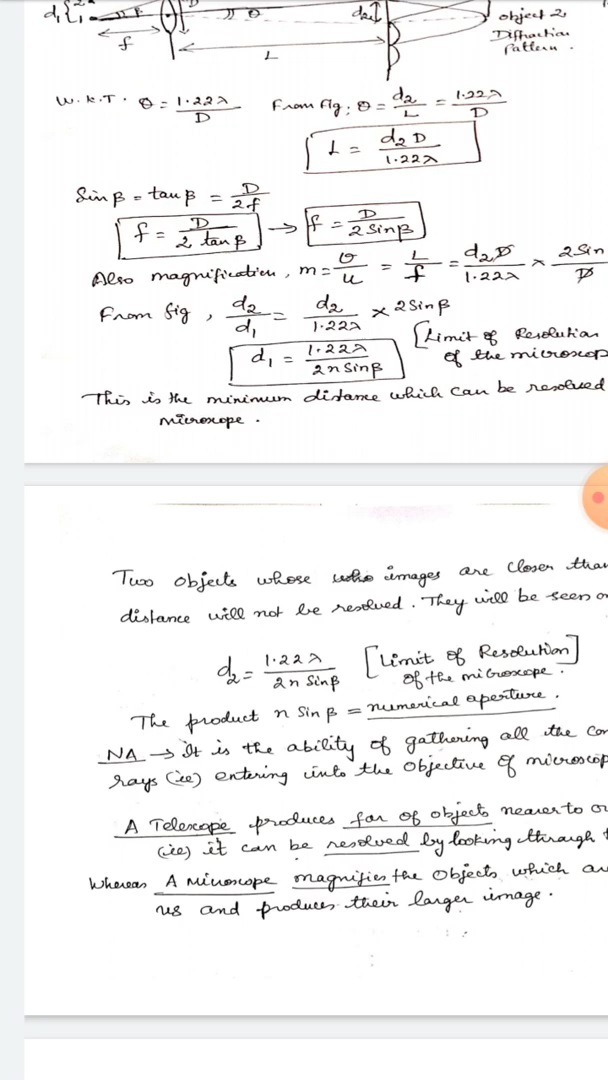 d₁{
f
θ
d₂
L
object 2
Diffraction
pattern.
W.K.T. θ = 1.22λ/D From fig; θ = d₂/L = 1.22λ/D
L = d₂D/1.22λ
Sinβ = tanβ = D/2f
f = D/2 tanβ → f = D/2 Sinβ
Also magnification, m = v/u = L/f = d₂D/1.22λ × 2Sin/D
From fig, d₂/d₁ = d₂/1.22λ × 2Sinβ
d₁ = 1.22λ/2nSinβ [Limit of Resolution
of the microscop
This is the minimum distance which can be resolved
microscope.
Two objects whose images are closer than
distance will not be resolved. They will be seen
d₂ = 1.22λ/2n Sinβ [Limit of Resolution]
of the microscope.
The product n Sinβ = numerical aperture.
NA → It is the ability of gathering all the
rays (ie) entering into the objective of microscop
A Telescope produces far of objects nearer to
(ie) it can be resolved by looking through
Whereas A Microscope magnifies the objects which
us and produces their larger image.